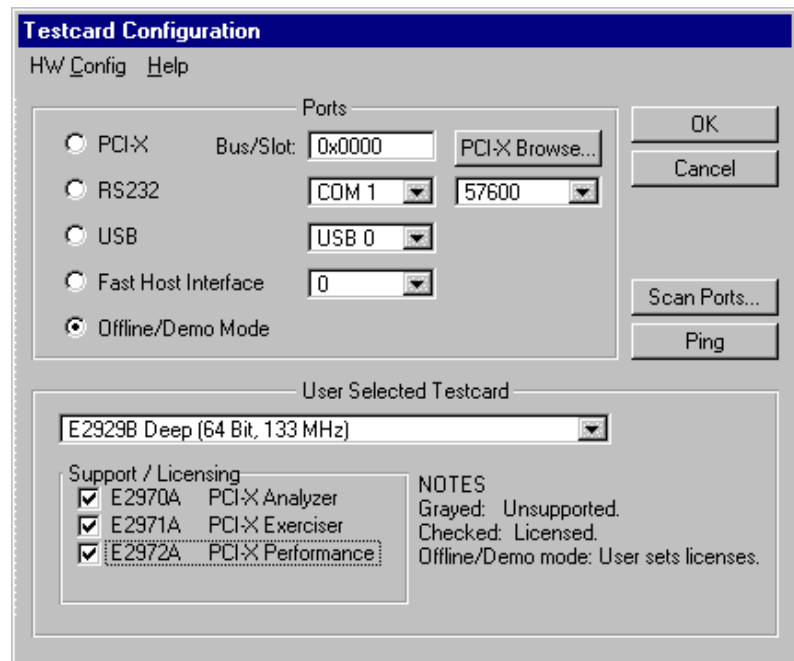 Testcard Configuration
HW Config Help
Ports
PCI-X Bus/Slot: 0x0000 PCI-X Browse...
RS232 COM 1 57600
USB USB 0
Fast Host Interface 0
Offline/Demo Mode
OK
Cancel
Scan Ports...
Ping
User Selected Testcard
E2929B Deep (64 Bit, 133 MHz)
Support / Licensing
E2970A PCI-X Analyzer
E2971A PCI-X Exerciser
E2972A PCI-X Performance
NOTES
Grayed: Unsupported.
Checked: Licensed.
Offline/Demo mode: User sets licenses.